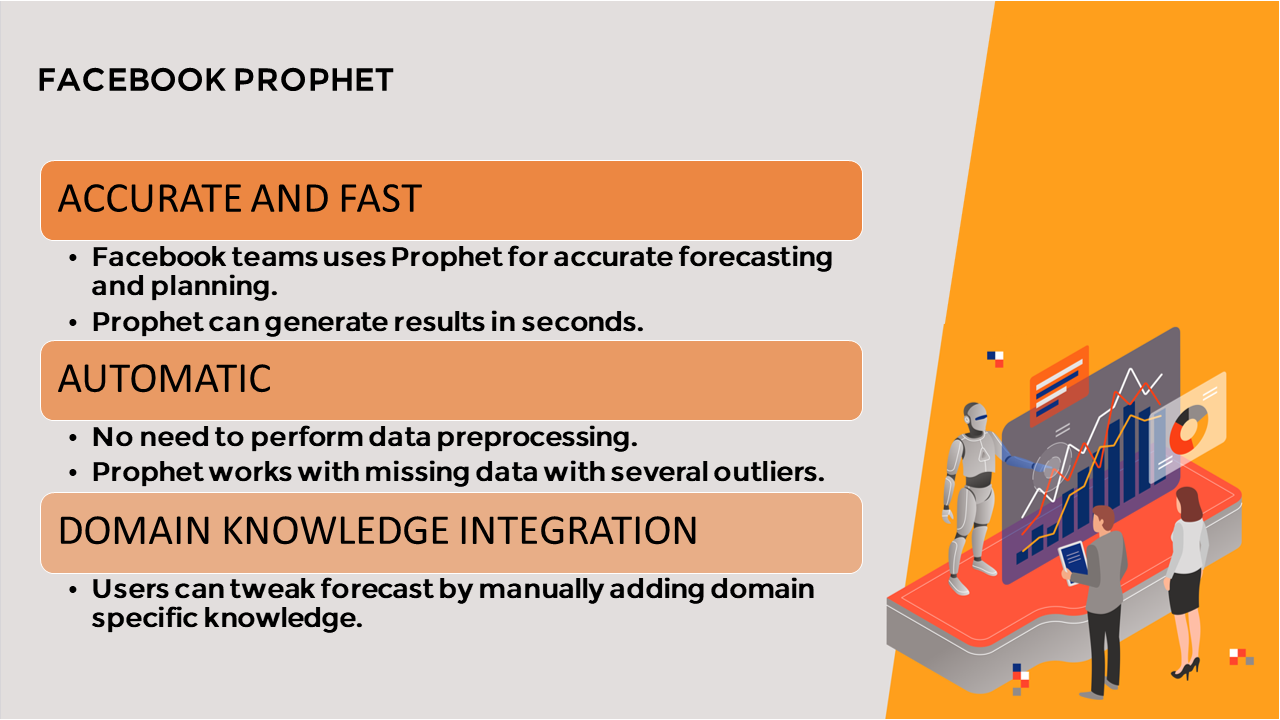 FACEBOOK PROPHET
ACCURATE AND FAST
• Facebook teams uses Prophet for accurate forecasting
and planning.
• Prophet can generate results in seconds.
AUTOMATIC
• No need to perform data preprocessing.
• Prophet works with missing data with several outliers.
DOMAIN KNOWLEDGE INTEGRATION
• Users can tweak forecast by manually adding domain
specific knowledge.